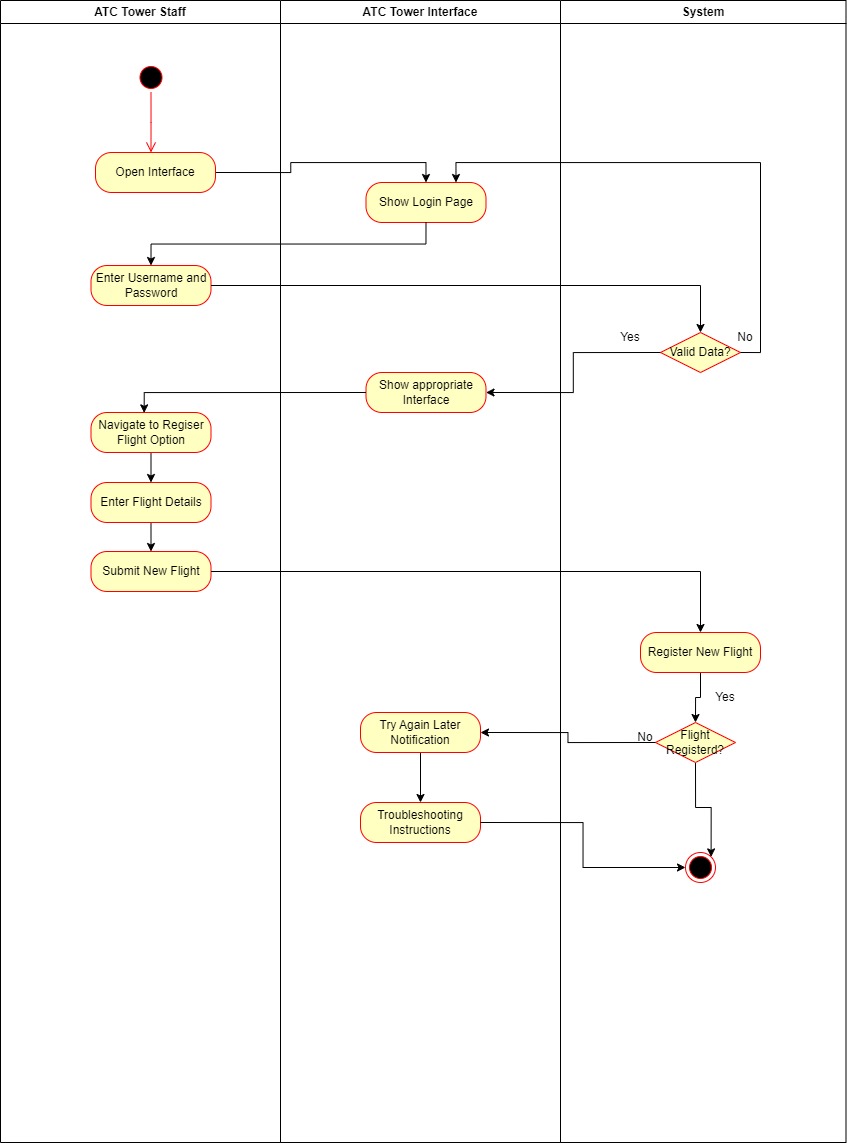 ATC Tower Staff
ATC Tower Interface
System
Open Interface
Show Login Page
Enter Username and
Password
Yes
No
Valid Data?
Show appropriate
Interface
Navigate to Regiser
Flight Option
Enter Flight Details
Submit New Flight
Register New Flight
Yes
Try Again Later
Notification
No
Flight
Registerd?
Troubleshooting
Instructions